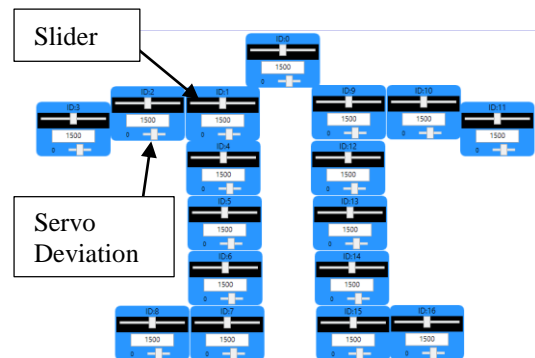 Slider
ID:0
1500
ID:2
1500
0
ID:1
1500
0
ID:9
1500
0
ID:10
1500
0
ID:3
1500
0
ID:11
1500
0
ID:4
1500
0
ID:12
1500
0
ID:5
1500
0
ID:13
1500
0
Servo
Deviation
ID:6
1500
0
ID:14
1500
0
ID:8
1500
0
ID:7
1500
0
ID:15
1500
0
ID:16
1500
0